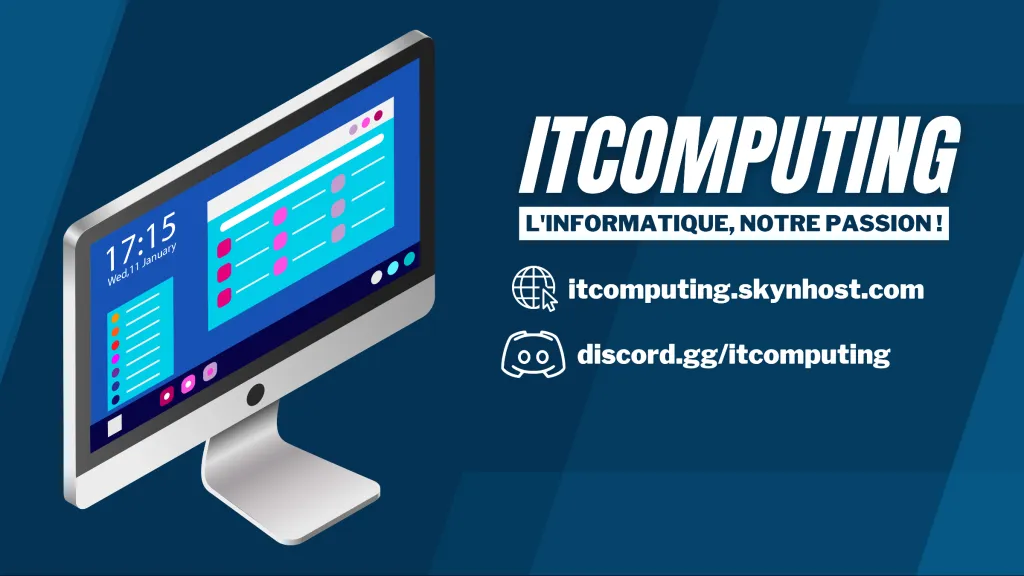 17:15
Wed,11 January
ITCOMPUTING
L'INFORMATIQUE, NOTRE PASSION !
itcomputing.skynhost.com
discord.gg/itcomputing